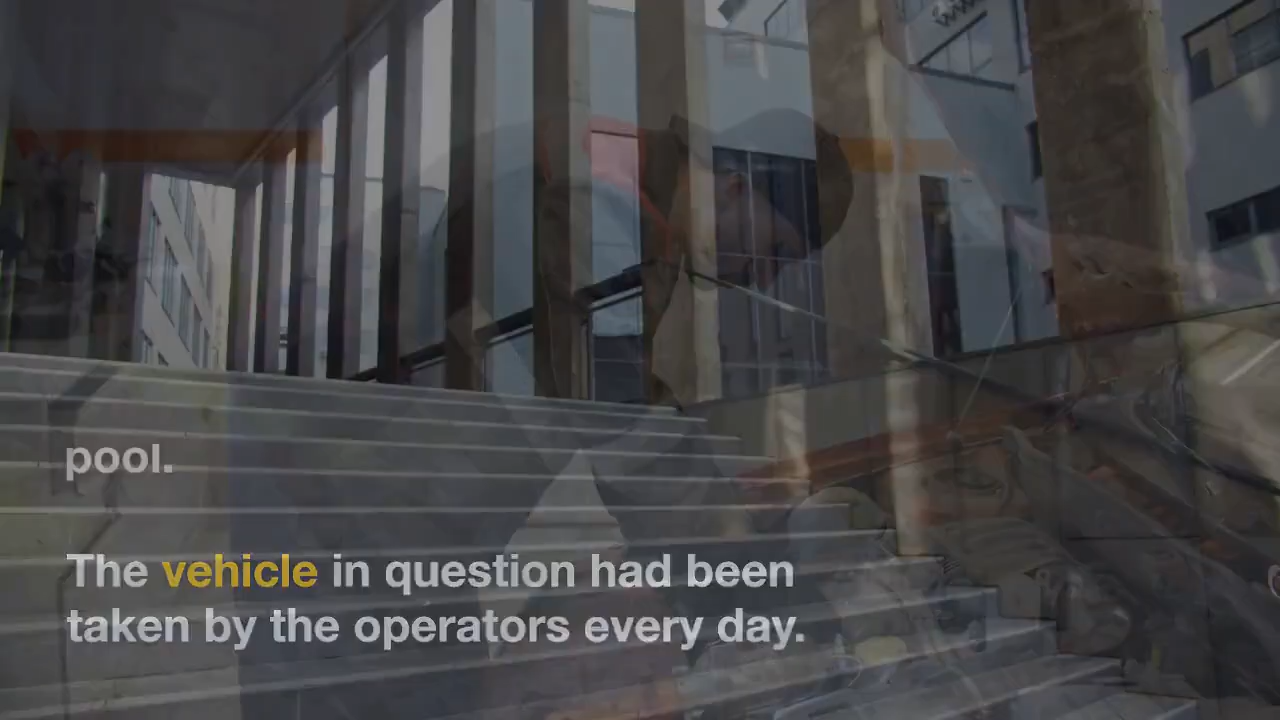 pool.
The vehicle in question had been
taken by the operators every day.